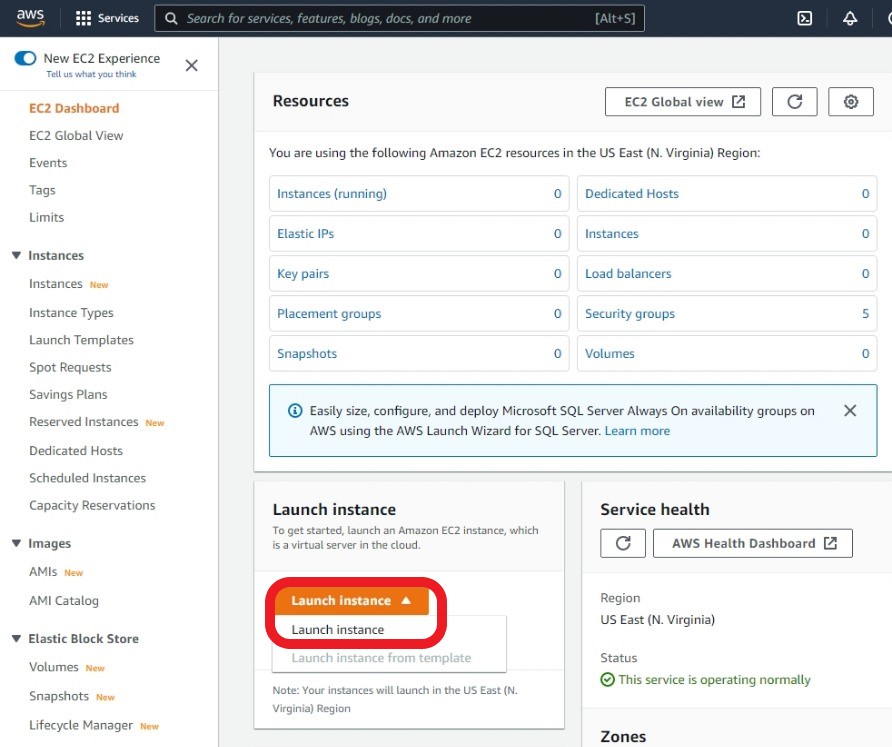 aws
Services
Search for services, features, blogs, docs, and more
[Alt+S]
New EC2 Experience
Tell us what you think
EC2 Dashboard
EC2 Global View
Events
Tags
Limits
Instances
Instances New
Instance Types
Launch Templates
Spot Requests
Savings Plans
Reserved Instances New
Dedicated Hosts
Scheduled Instances
Capacity Reservations
Images
AMIs New
AMI Catalog
Elastic Block Store
Volumes New
Snapshots New
Lifecycle Manager New
Resources
EC2 Global view
You are using the following Amazon EC2 resources in the US East (N. Virginia) Region:
Instances (running) 0
Dedicated Hosts 0
Elastic IPs 0
Instances 0
Key pairs 0
Load balancers 0
Placement groups 0
Security groups 5
Snapshots 0
Volumes 0
Easily size, configure, and deploy Microsoft SQL Server Always On availability groups on
AWS using the AWS Launch Wizard for SQL Server. Learn more
Launch instance
To get started, launch an Amazon EC2 instance, which
is a virtual server in the cloud.
Launch instance
Launch instance
Launch instance from template
Note: Your instances will launch in the US East (N.
Virginia) Region
Service health
AWS Health Dashboard
Region
US East (N. Virginia)
Status
This service is operating normally
Zones